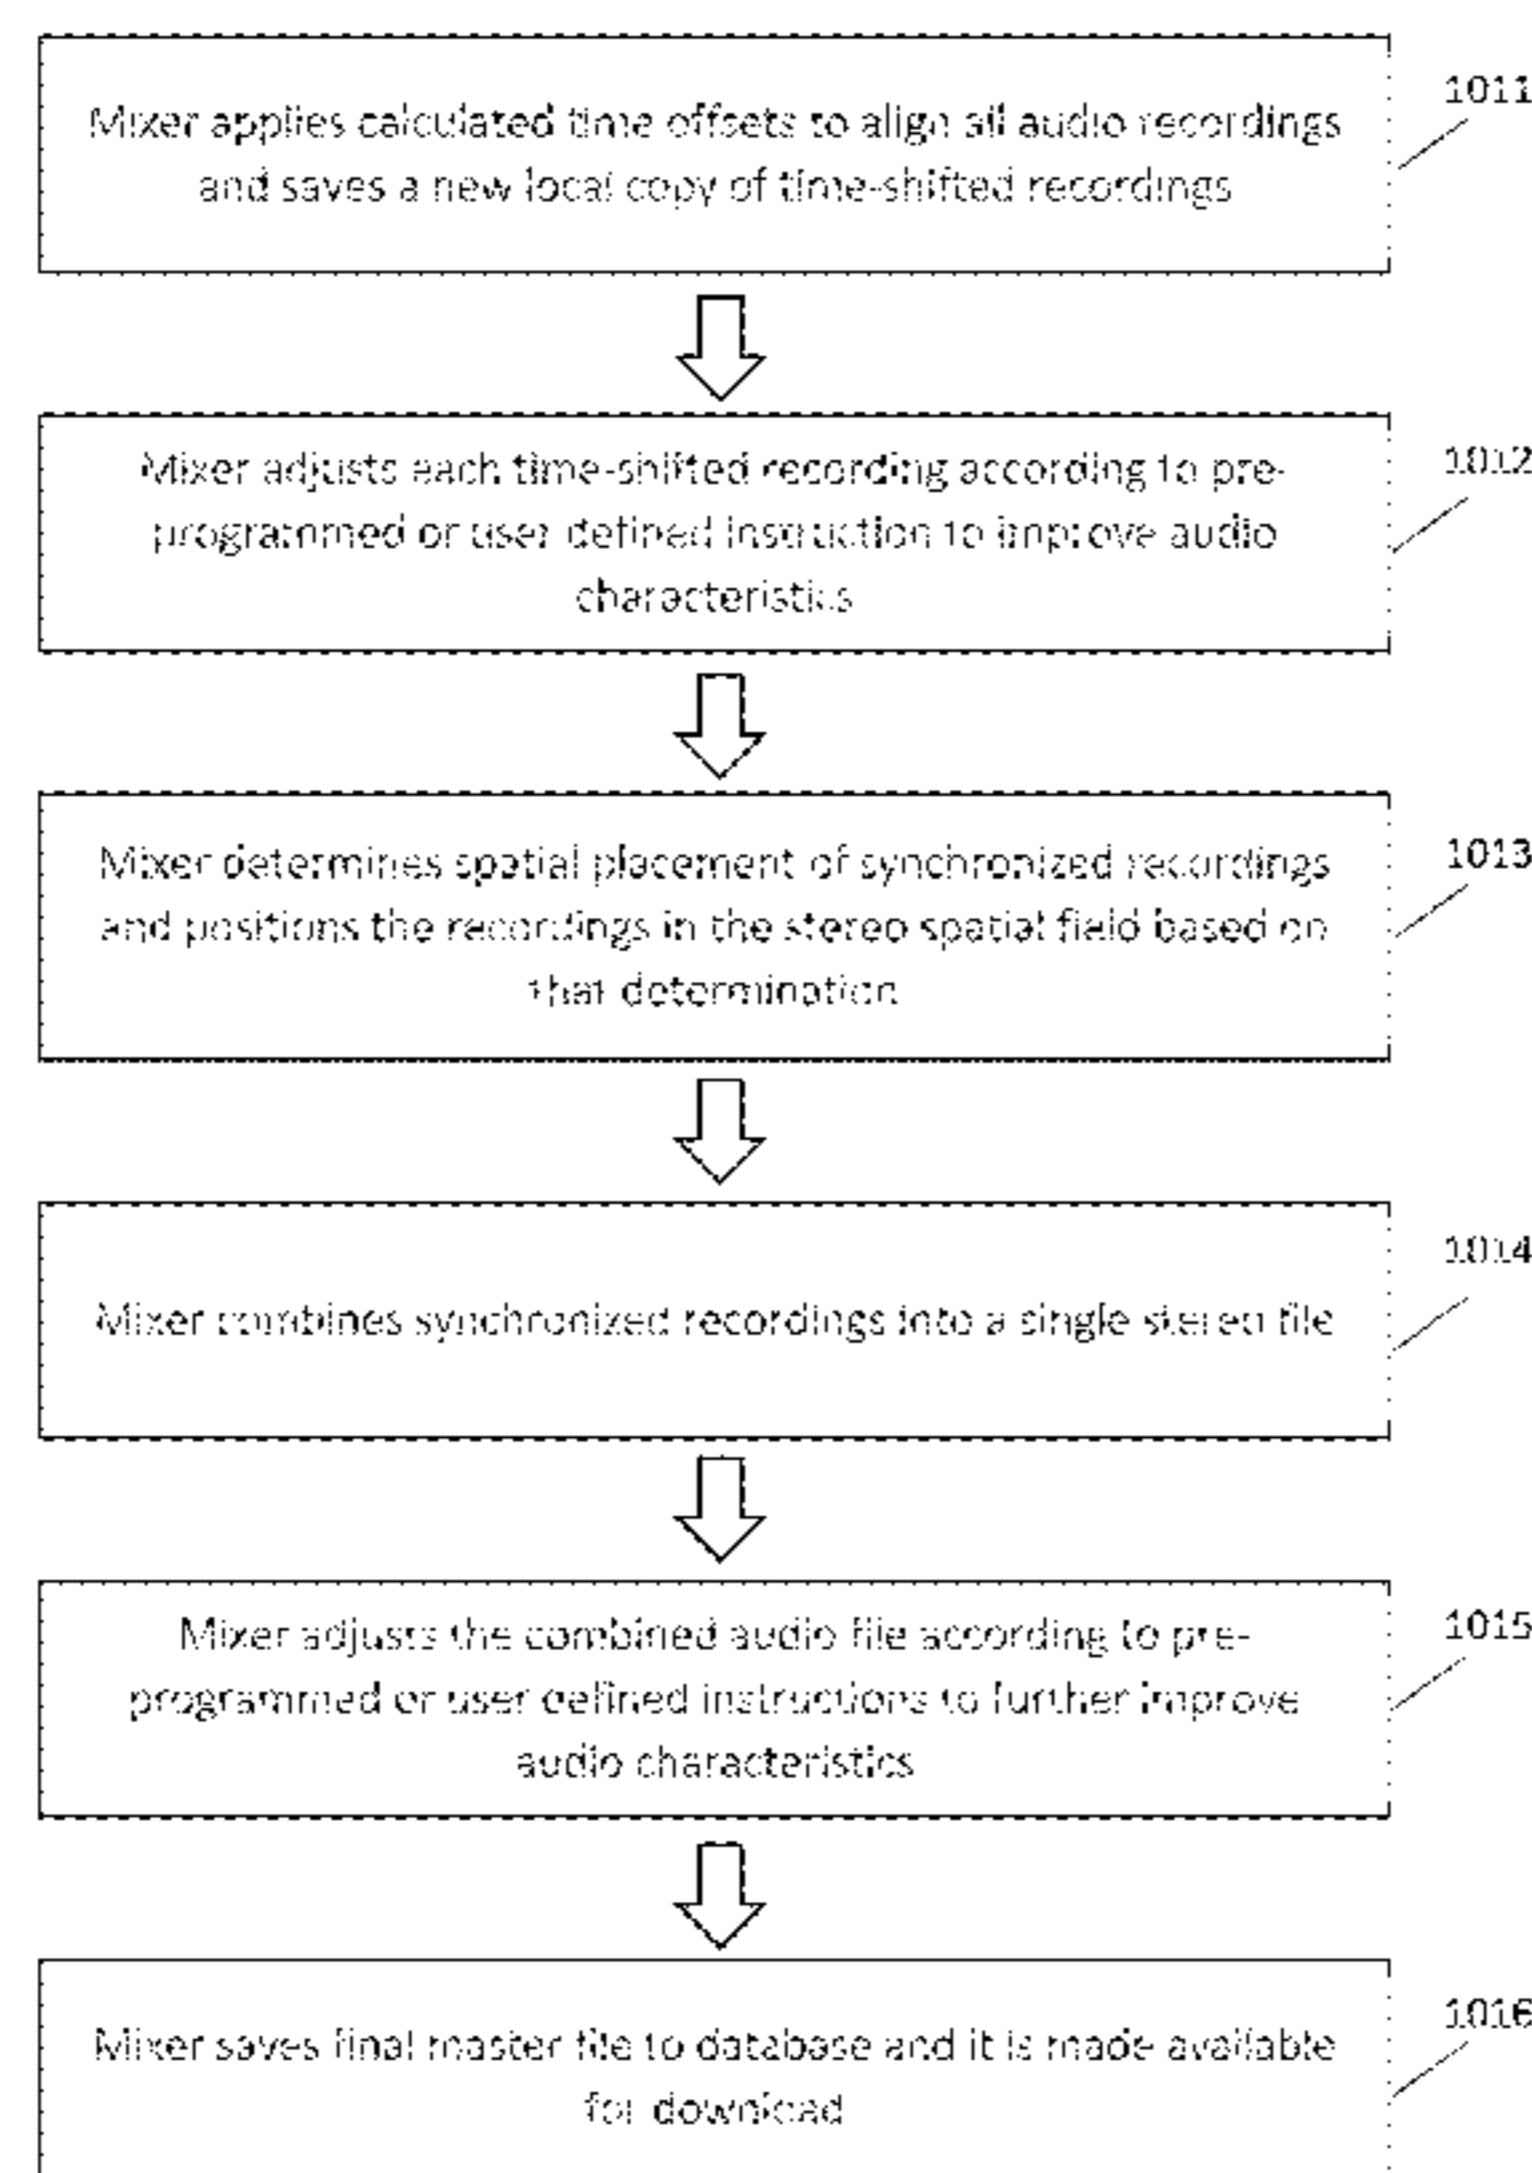 Mixer applies calculated time offsets to align all audio recordings
and saves a new local copy of time-shifted recordings
1011
Mixer adjusts each time-shifted recording according to pre-
programmed or user defined instruction to improve audio
characteristics
1012
Mixer determines spatial placement of synchronized recordings
and positions the recordings in the stereo spatial field based on
that determination
1013
Mixer combines synchronized recordings into a single stereo file
1014
Mixer adjusts the combined audio file according to pre-
programmed or user defined instructions to further improve
audio characteristics
1015
Mixer saves final master file to database and it is made available
for download
1016